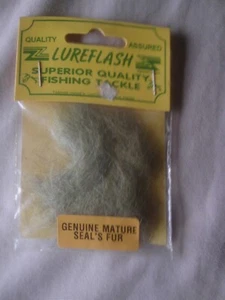 QUALITY ASSURED
LUREFLASH
SUPERIOR QUALITY
FISHING TACKLE
GENUINE MATURE
SEAL'S FUR